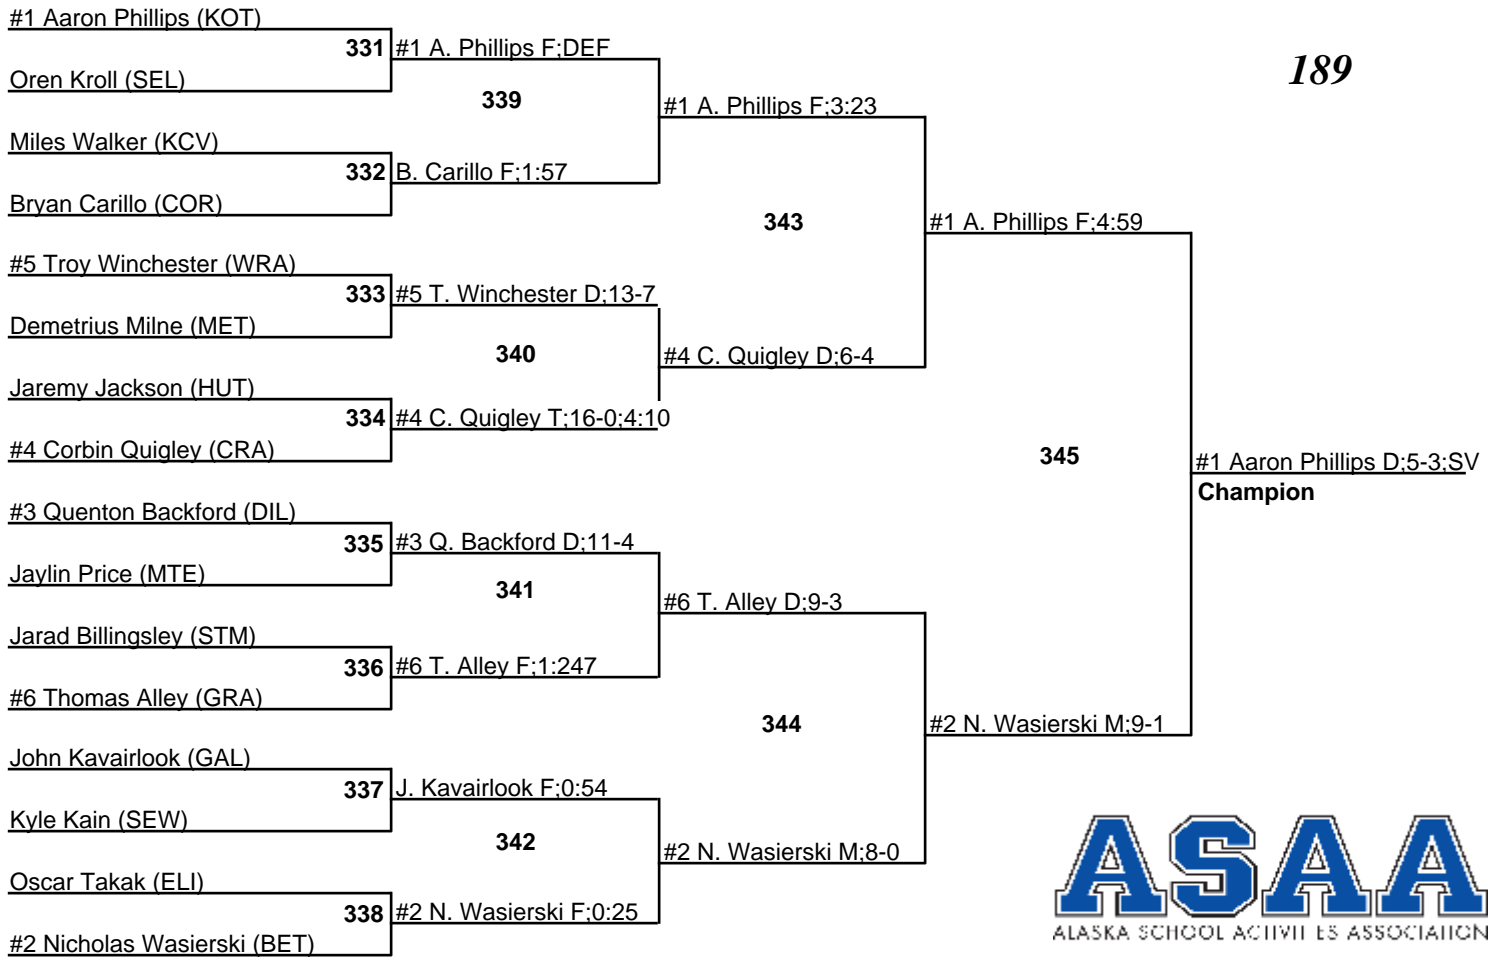 #1 Aaron Phillips (KOT)
331 #1 A. Phillips F;DEF
189
Oren Kroll (SEL)
339
#1 A. Phillips F;3:23
Miles Walker (KCV)
332 B. Carillo F;1:57
Bryan Carillo (COR)
343
#1 A. Phillips F;4:59
#5 Troy Winchester (WRA)
333 #5 T. Winchester D;13-7
Demetrius Milne (MET)
340
#4 C. Quigley D;6-4
Jaremy Jackson (HUT)
334 #4 C. Quigley T;16-0;4:10
#4 Corbin Quigley (CRA)
345
#1 Aaron Phillips D;5-3;SV
Champion
#3 Quenton Backford (DIL)
335 #3 Q. Backford D;11-4
Jaylin Price (MTE)
341
#6 T. Alley D;9-3
Jarad Billingsley (STM)
336 #6 T. Alley F;1:247
#6 Thomas Alley (GRA)
344
#2 N. Wasierski M;9-1
John Kavairlook (GAL)
337 J. Kavairlook F;0:54
Kyle Kain (SEW)
342
#2 N. Wasierski M;8-0
Oscar Takak (ELI)
338 #2 N. Wasierski F;0:25
#2 Nicholas Wasierski (BET)
ASAA
ALASKA SCHOOL ACTIVITIES ASSOCIATION